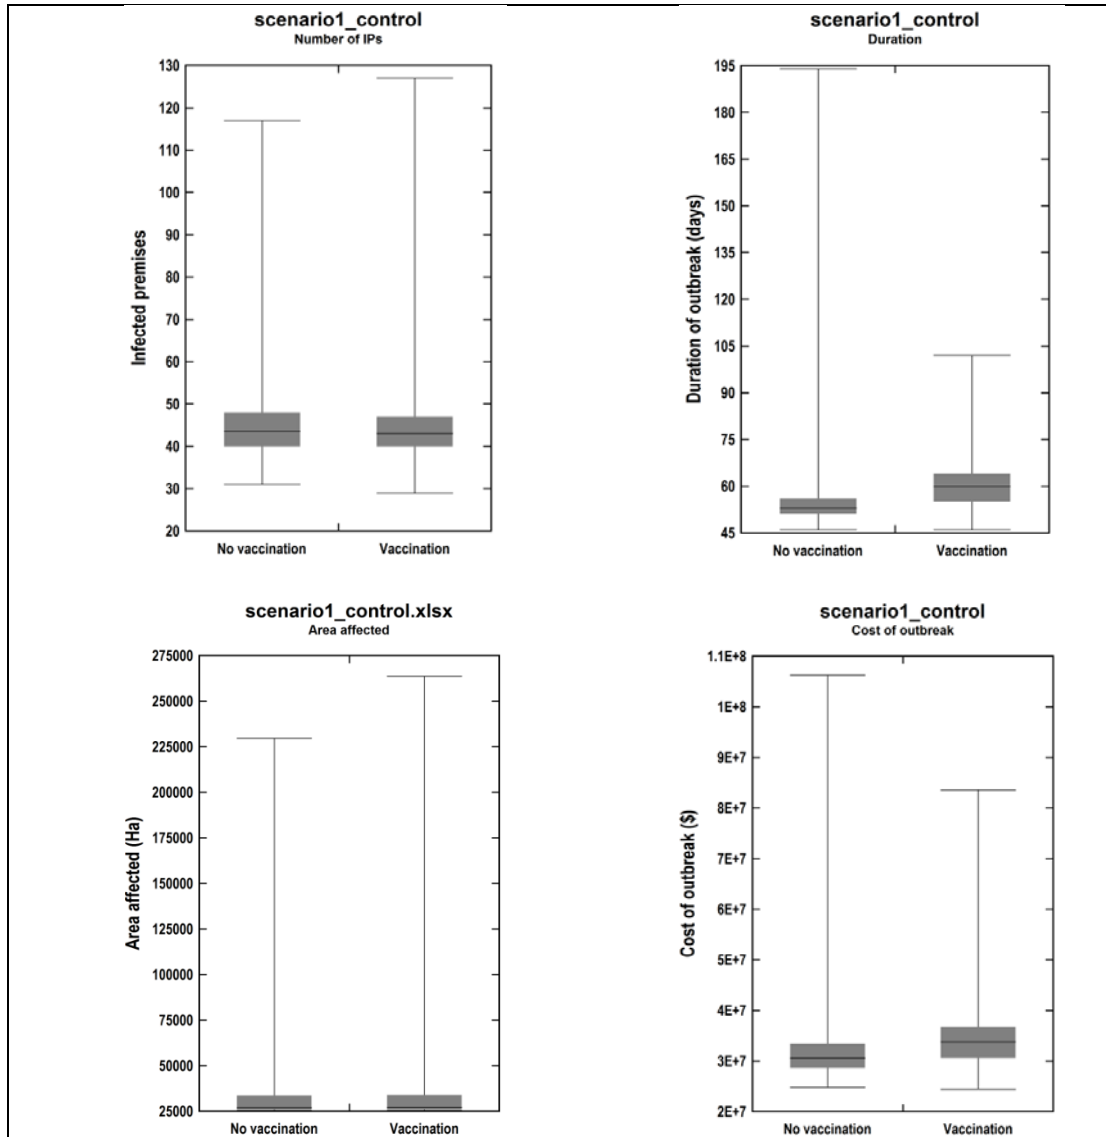 scenario1_control
Number of IPs
130
120
110
100
90
80
70
60
50
40
30
20
Infected premises
No vaccination
Vaccination
scenario1_control
Duration
195
180
165
150
135
120
105
90
75
60
45
Duration of outbreak (days)
No vaccination
Vaccination
scenario1_control.xlsx
Area affected
275000
250000
225000
200000
175000
150000
125000
100000
75000
50000
25000
Area affected (Ha)
No vaccination
Vaccination
scenario1_control
Cost of outbreak
1.1E+8
1E+8
9E+7
8E+7
7E+7
6E+7
5E+7
4E+7
3E+7
2E+7
Cost of outbreak ($)
No vaccination
Vaccination